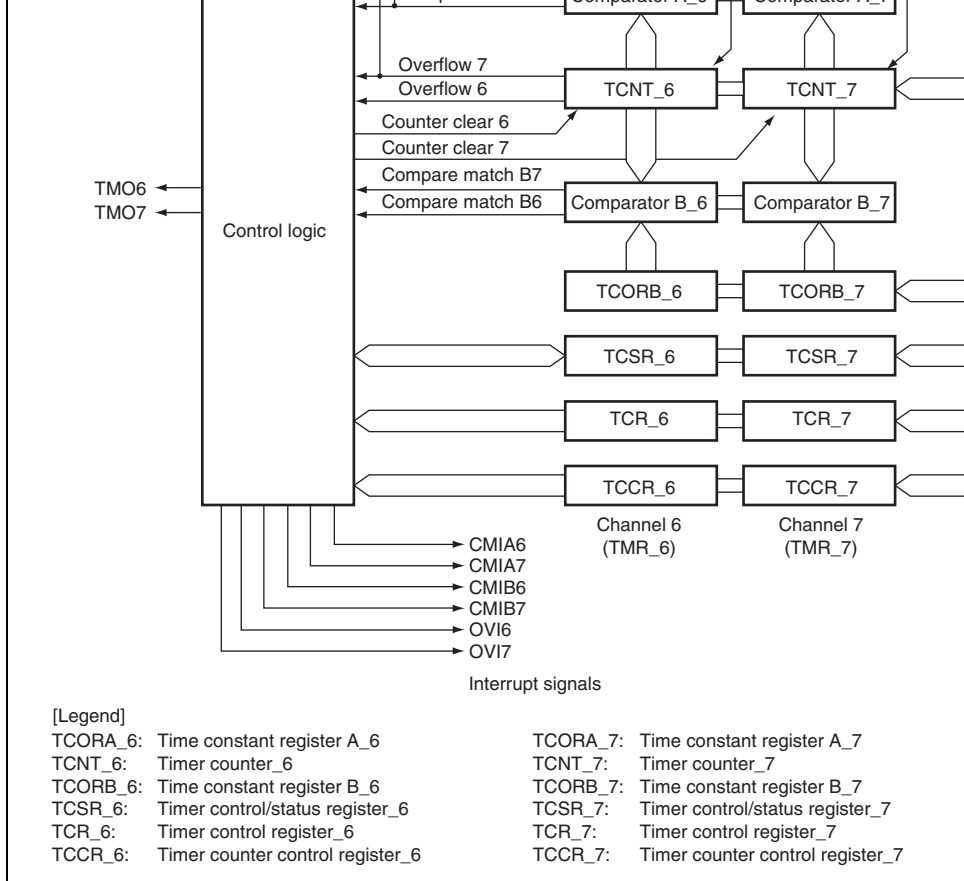 Comparator A_6 Comparator A_7
Overflow 7
TCNT_6 TCNT_7
Overflow 6
Counter clear 6
Counter clear 7
Compare match B7
TMO6
Compare match B6 Comparator B_6 Comparator B_7
TMO7
Control logic
TCORB_6 TCORB_7
TCSR_6 TCSR_7
TCR_6 TCR_7
TCCR_6 TCCR_7
Channel 6 Channel 7
(TMR_6) (TMR_7)
CMIA6
CMIA7
CMIB6
CMIB7
OVI6
OVI7
Interrupt signals
[Legend]
TCORA_6: Time constant register A_6 TCORA_7: Time constant register A_7
TCNT_6: Timer counter_6 TCNT_7: Timer counter_7
TCORB_6: Time constant register B_6 TCORB_7: Time constant register B_7
TCSR_6: Timer control/status register_6 TCSR_7: Timer control/status register_7
TCR_6: Timer control register_6 TCR_7: Timer control register_7
TCCR_6: Timer counter control register_6 TCCR_7: Timer counter control register_7